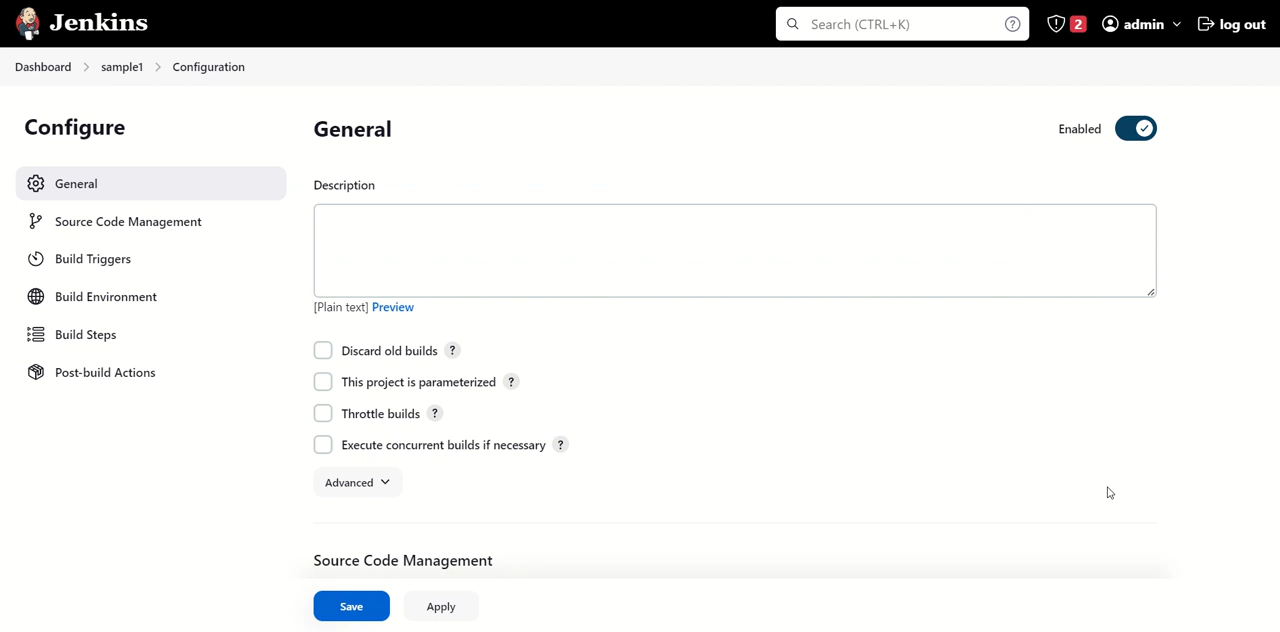 Jenkins
Search (CTRL+K)
?
2
admin
log out
Dashboard
sample1
Configuration
Configure
General
Source Code Management
Build Triggers
Build Environment
Build Steps
Post-build Actions
General
Enabled
Description
[Plain text] Preview
Discard old builds ?
This project is parameterized ?
Throttle builds ?
Execute concurrent builds if necessary ?
Advanced
Source Code Management
Save
Apply